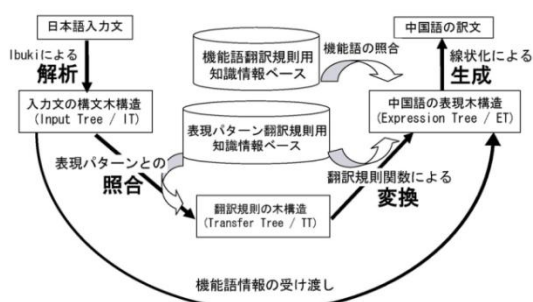 日本語入力文
中国語の訳文
Ibukiによる
解析
機能語翻訳規則用
知識情報ベース
機能語の照合
線状化による
生成
入力文の構文木構造
(Input Tree / IT)
中国語の表現木構造
(Expression Tree / ET)
表現パターン翻訳規則用
知識情報ベース
表現パターンとの
照合
翻訳規則関数による
変換
翻訳規則の木構造
(Transfer Tree / TT)
機能語情報の受け渡し